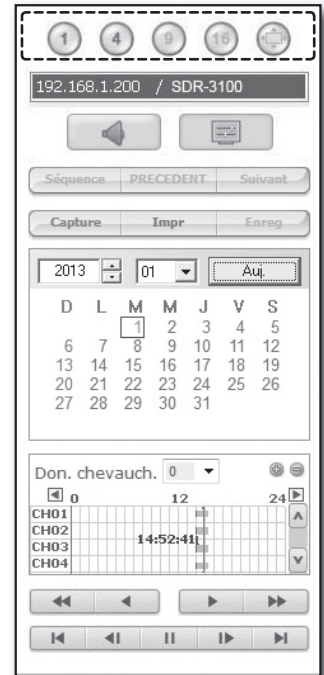 1 4 9 16
192.168.1.200 / SDR-3100
Séquence PRECEDENT Suivant
Capture Impr Enreg
2013 01 Auj.
D L M M J V S
1 2 3 4 5
6 7 8 9 10 11 12
13 14 15 16 17 18 19
20 21 22 23 24 25 26
27 28 29 30 31
Don. chevauch. 0
0 12 24
CH01
CH02
14:52:41
CH03
CH04